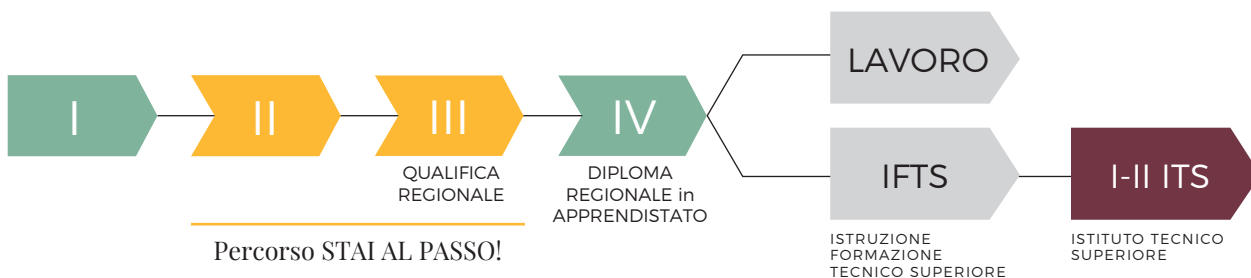 I
II
III
QUALIFICA
REGIONALE
Percorso STAI AL PASSO!
IV
DIPLOMA
REGIONALE in
APPRENDISTATO
LAVORO
IFTS
ISTRUZIONE
FORMAZIONE
TECNICO SUPERIORE
I-II ITS
ISTITUTO TECNICO
SUPERIORE